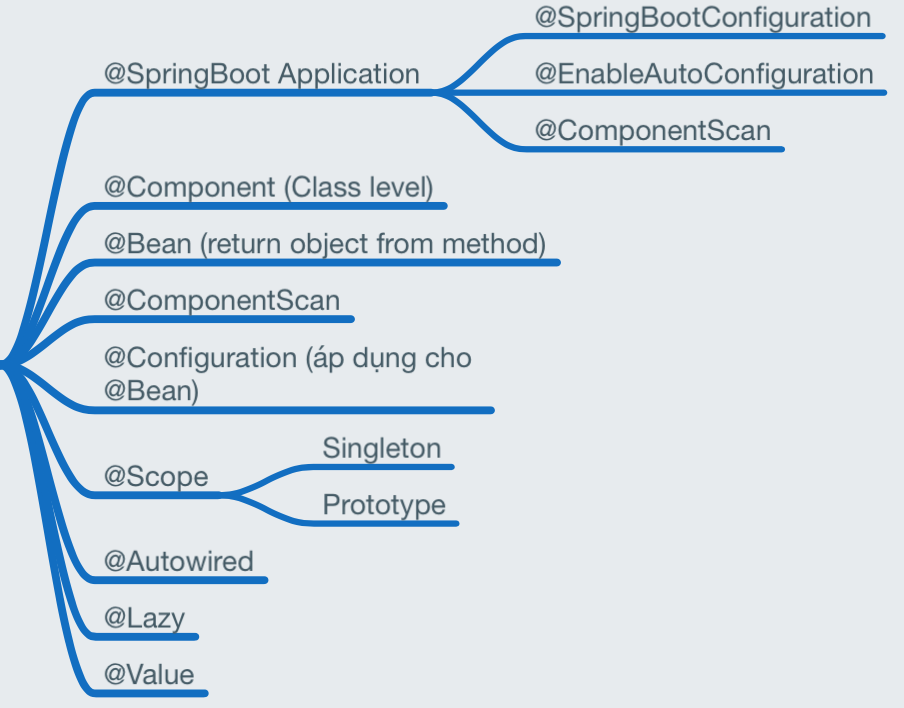 @SpringBootConfiguration
@SpringBoot Application
@EnableAutoConfiguration
@ComponentScan
@Component (Class level)
@Bean (return object from method)
@ComponentScan
@Configuration (áp dụng cho
@Bean)
Singleton
@Scope
Prototype
@Autowired
@Lazy
@Value